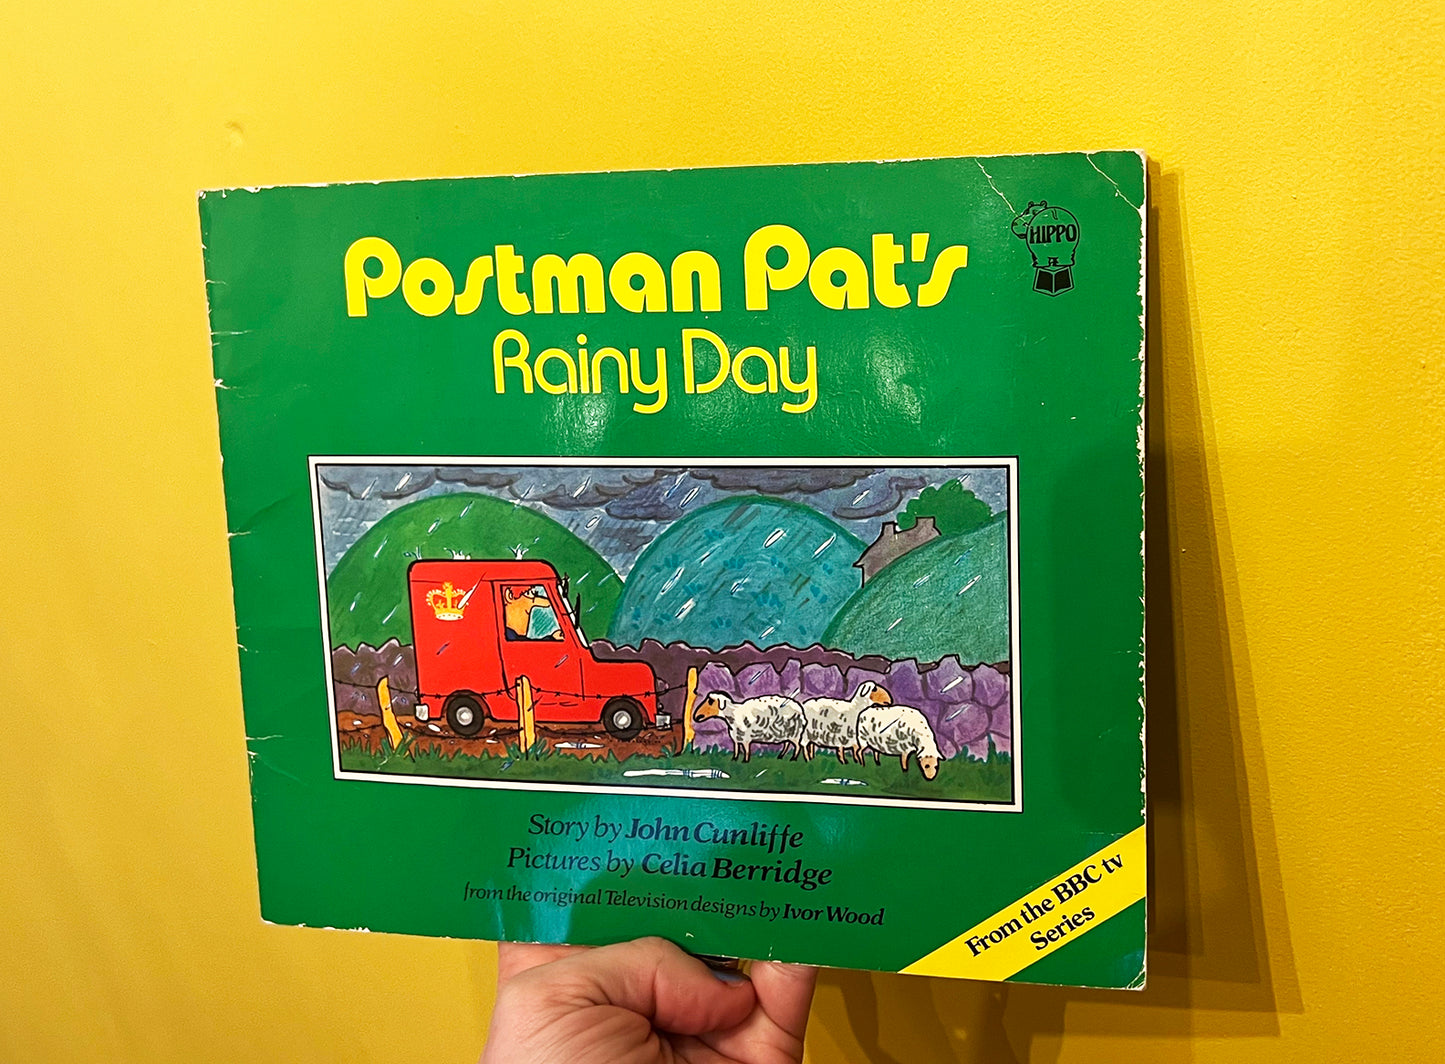 Postman Pat's
Rainy Day
HIPPO
Story by John Cunliffe
Pictures by Celia Berridge
from the original Television designs by Ivor Wood
From the BBC tv
Series